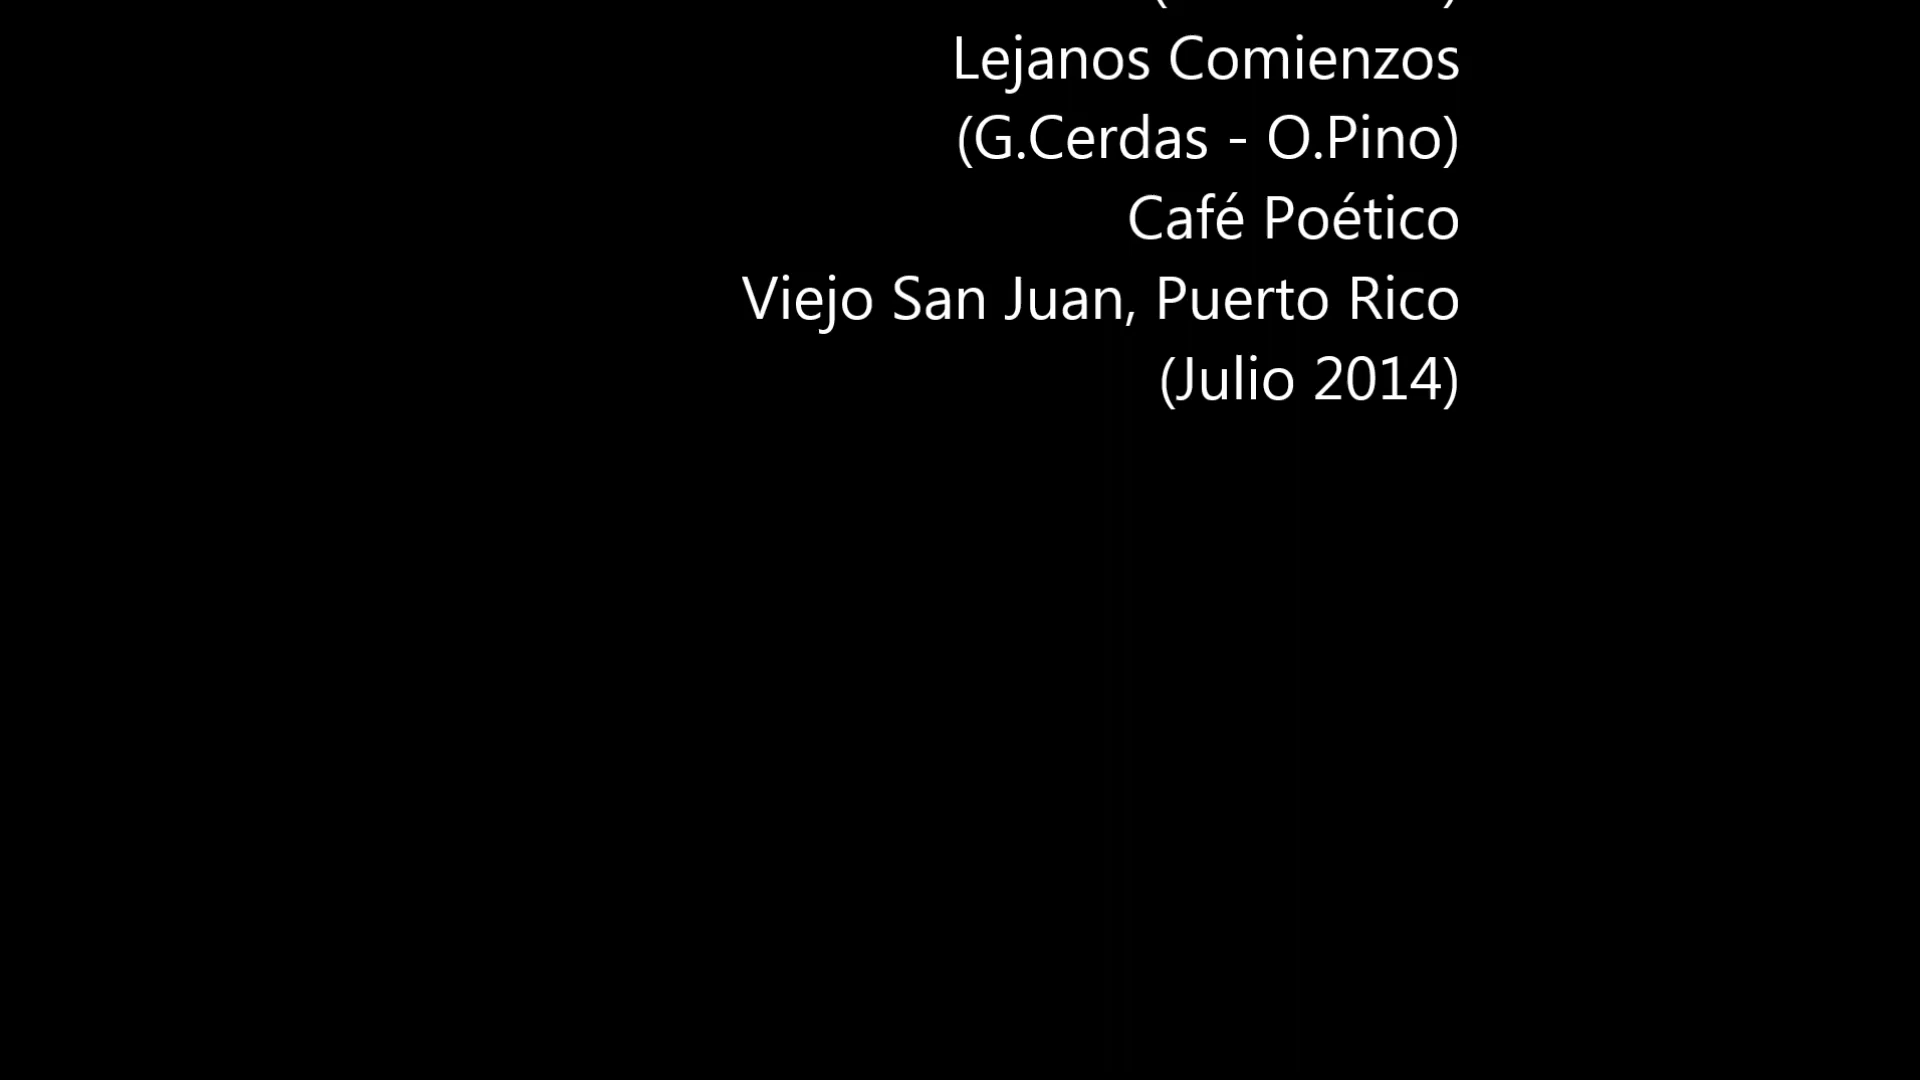 Lejanos Comienzos
(G.Cerdas - O.Pino)
Café Poético
Viejo San Juan, Puerto Rico
(Julio 2014)